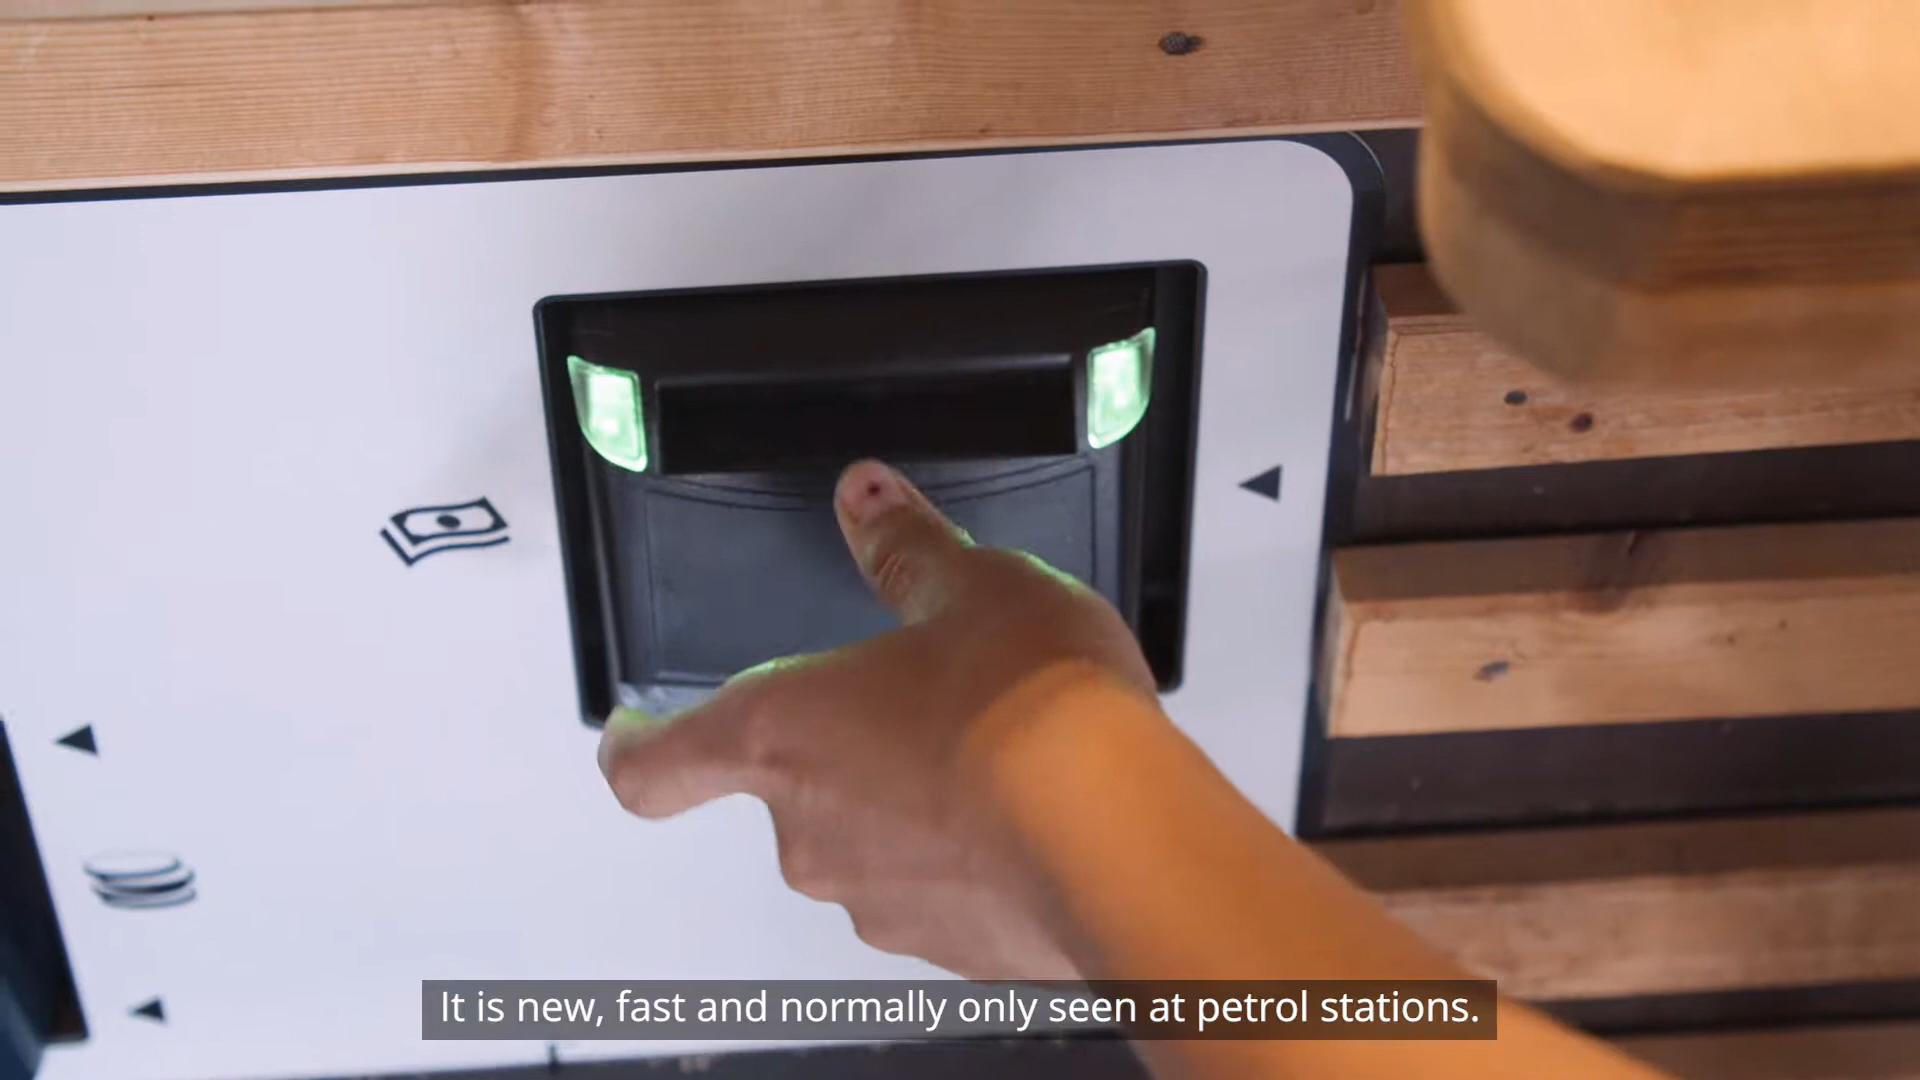 It is new, fast and normally only seen at petrol stations.